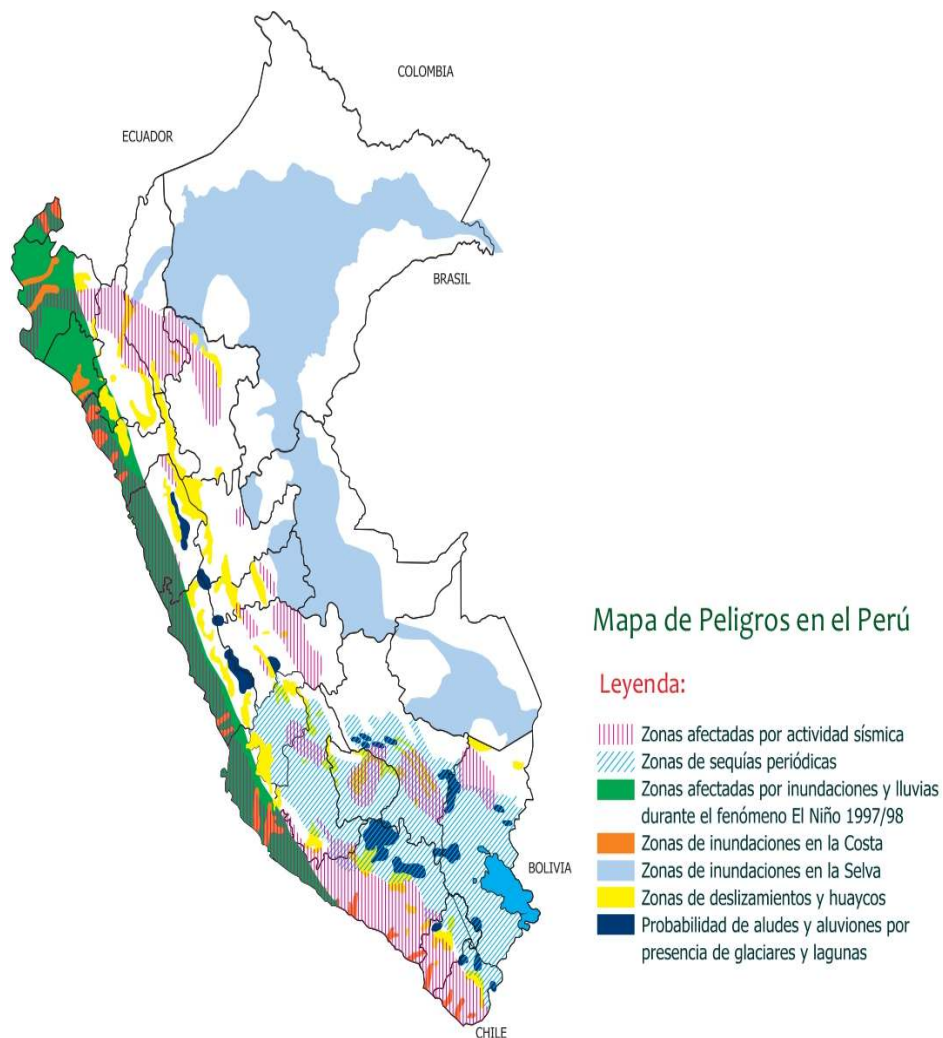 COLOMBIA
ECUADOR
BRASIL
BOLIVIA
CHILE
Mapa de Peligros en el Perú
Leyenda:
Zonas afectadas por actividad sísmica
Zonas de sequías periódicas
Zonas afectadas por inundaciones y lluvias
durante el fenómeno El Niño 1997/98
Zonas de inundaciones en la Costa
Zonas de inundaciones en la Selva
Zonas de deslizamientos y huaycos
Probabilidad de aludes y aluviones por
presencia de glaciares y lagunas